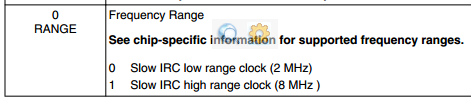 0
RANGE
Frequency Range
See chip-specific information for supported frequency ranges.
0 Slow IRC low range clock (2 MHz)
1 Slow IRC high range clock (8 MHz )